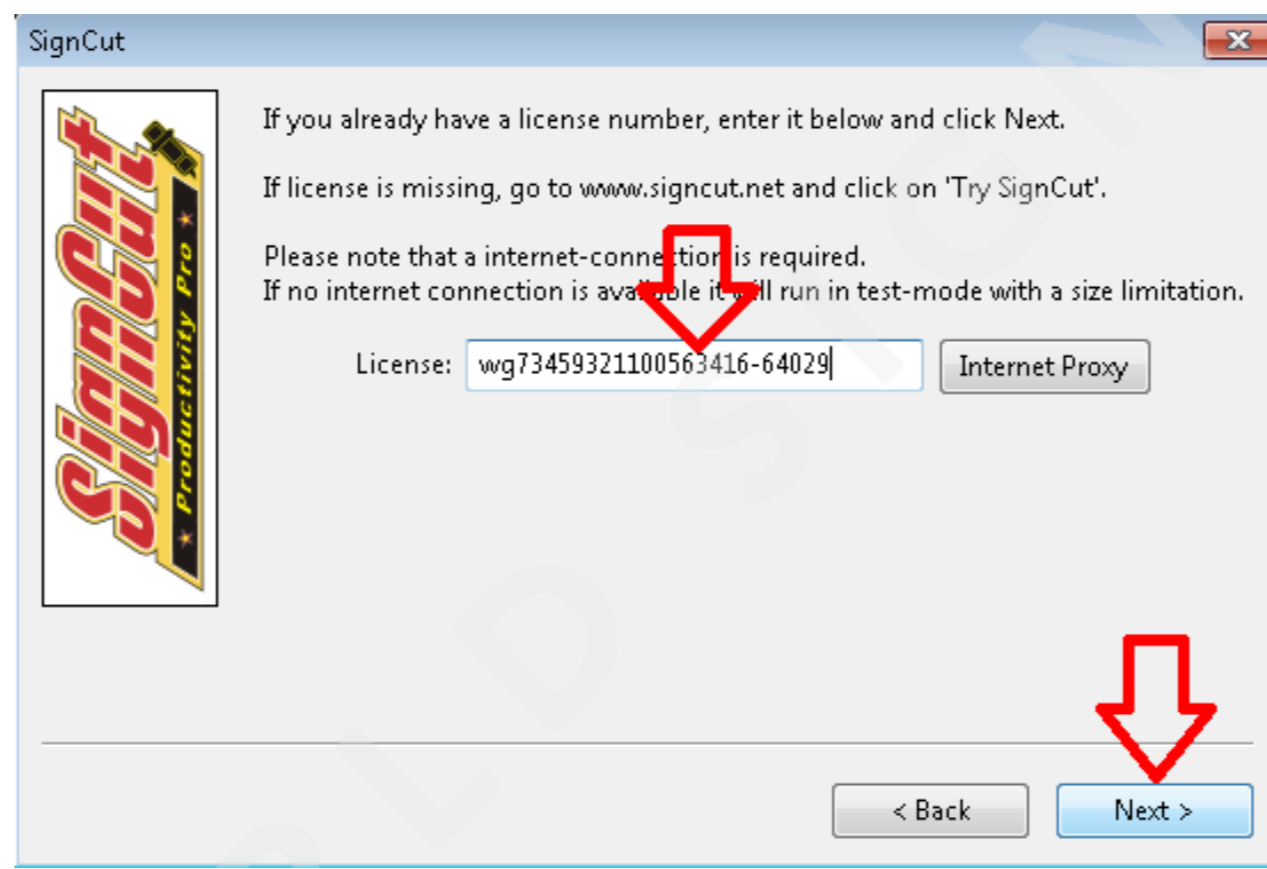 SignCut
SignCut
Productivity Pro
If you already have a license number, enter it below and click Next.
If license is missing, go to www.signcut.net and click on 'Try SignCut'.
Please note that a internet-connection is required.
If no internet connection is available it will run in test-mode with a size limitation.
License: wg73459321100563416-64029 Internet Proxy
< Back Next >